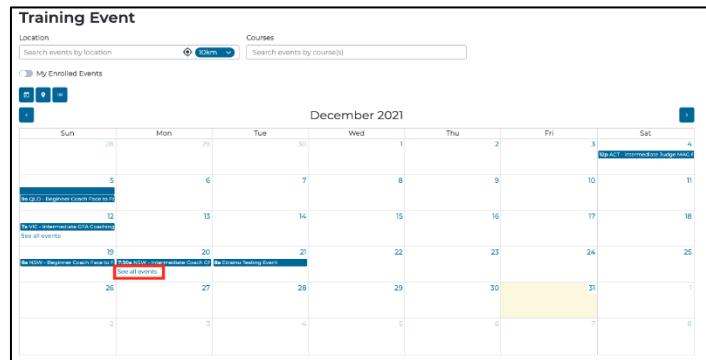 Training Event
Location
Courses
Search events by location
10km
Search events by course(s)
My Enrolled Events
December 2021
Sun Mon Tue Wed Thu Fri Sat
28 29 30 1 2 3 4
12p ACT - Intermediate Judge MAG F
5 6 7 8 9 10 11
9a QLD - Beginner Coach Face to F
12 13 14 15 16 17 18
7a VIC - Intermediate GfA Coaching
See all events
19 20 21 22 23 24 25
8a NSW - Beginner Coach Face to F 7:30a NSW - Intermediate Coach Gf 8a Etrainu Testing Event
See all events
26 27 28 29 30 31 1
2 3 4 5 6 7 8